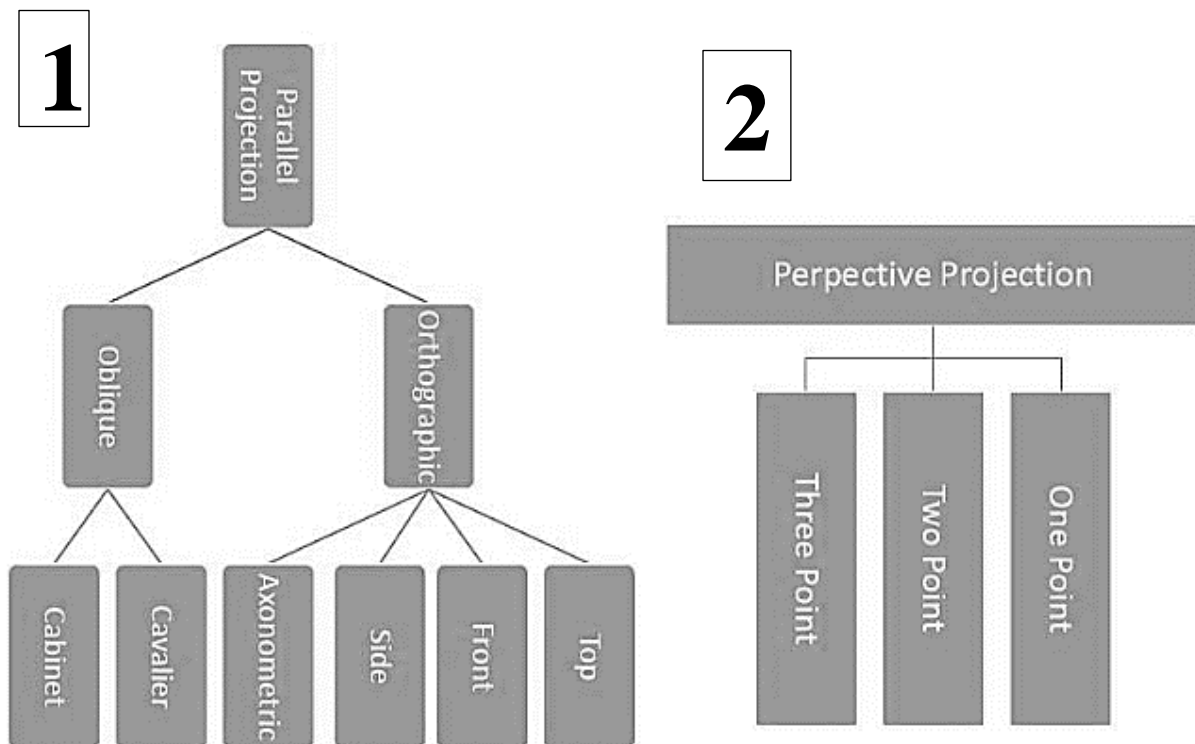 1
Parallel
Projection
Oblique
Orthographic
Cabinet
Cavalier
Axonometric
Side
Front
Top
2
Perpective Projection
Three Point
Two Point
One Point